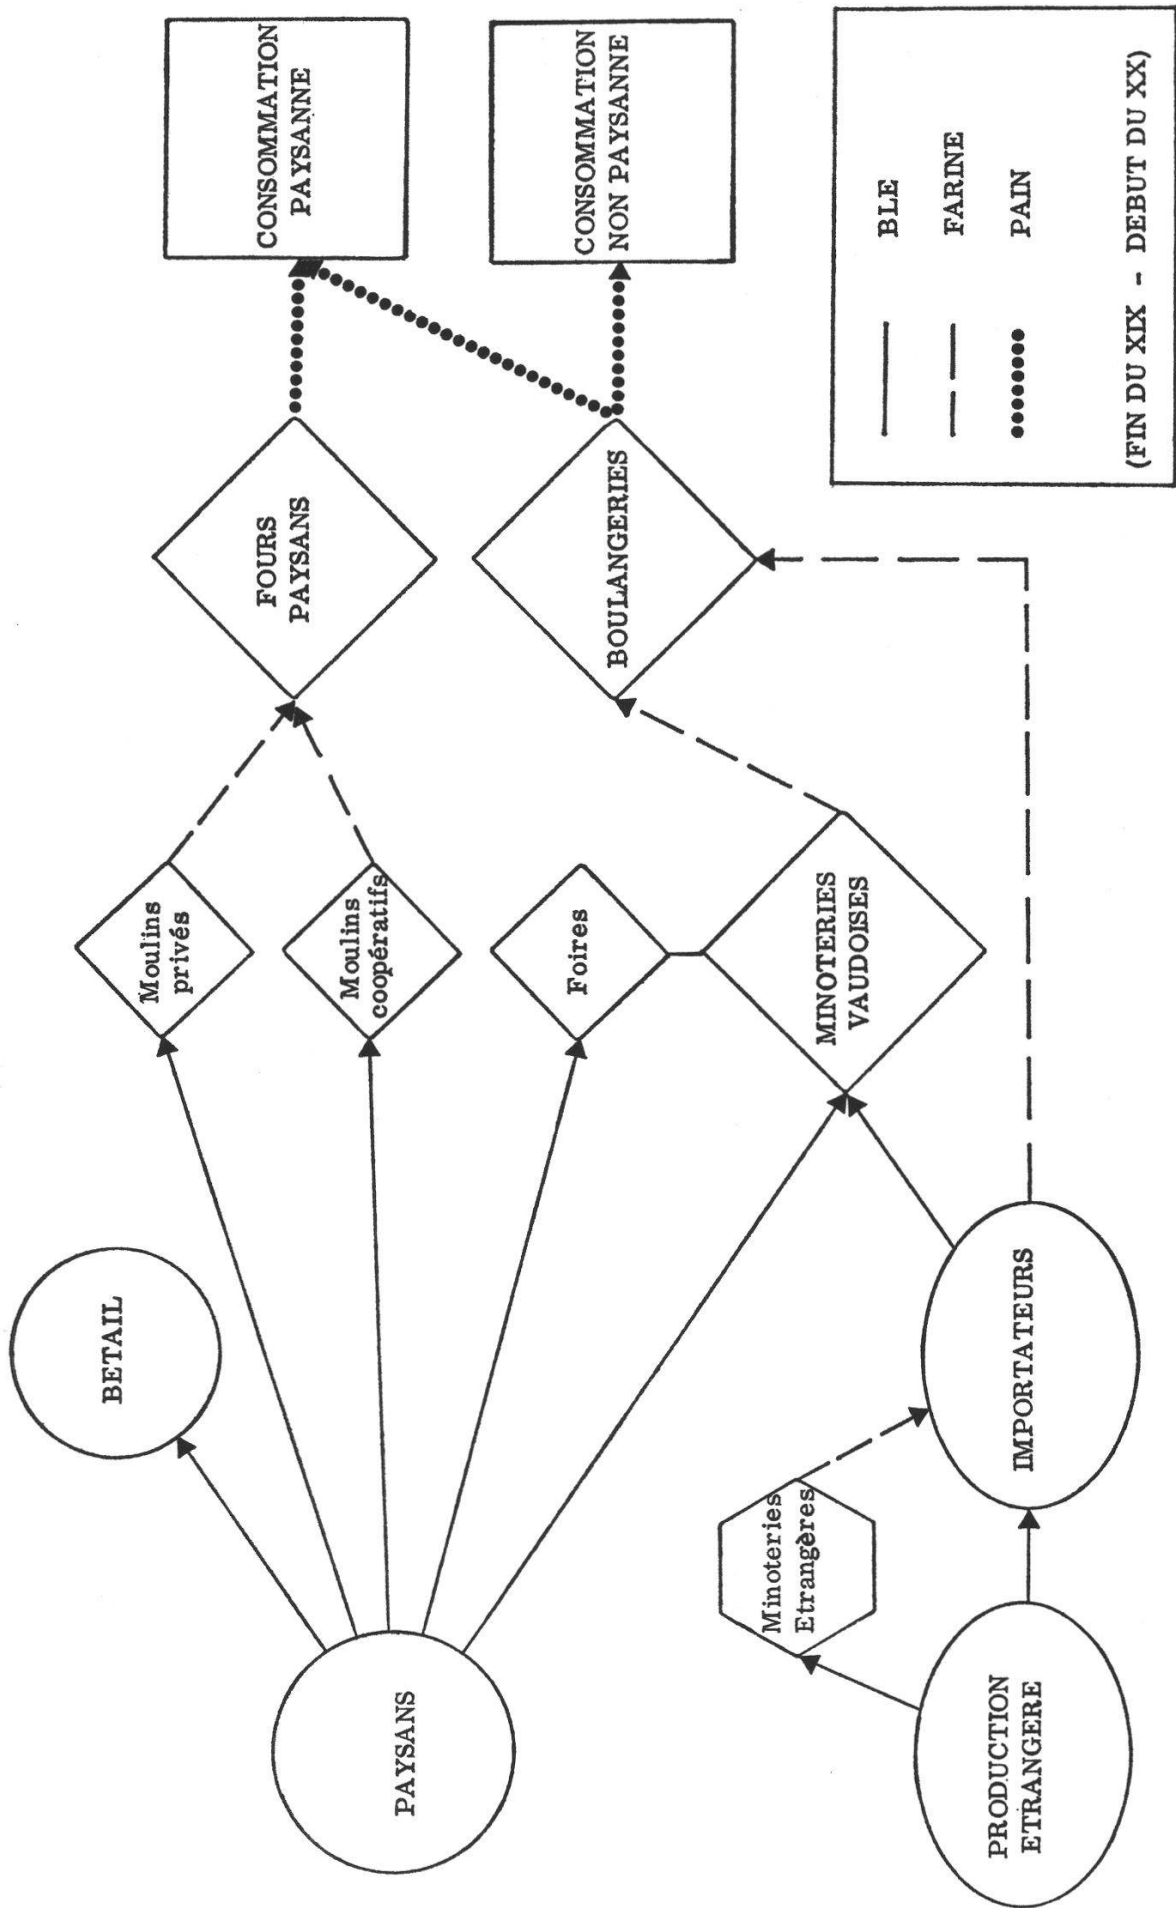 BETAIL
PAYSANS
Moulins
privés
Moulins
coopératifs
Foires
FOURS
PAYSANS
CONSOMMATION
PAYSANNE
BOULANGERIES
CONSOMMATION
NON PAYSANNE
MINOTERIES
VAUDOISES
Minoteries
Etrangères
PRODUCTION
ETRANGERE
IMPORTATEURS
BLE
FARINE
PAIN
(FIN DU XIX - DEBUT DU XX)